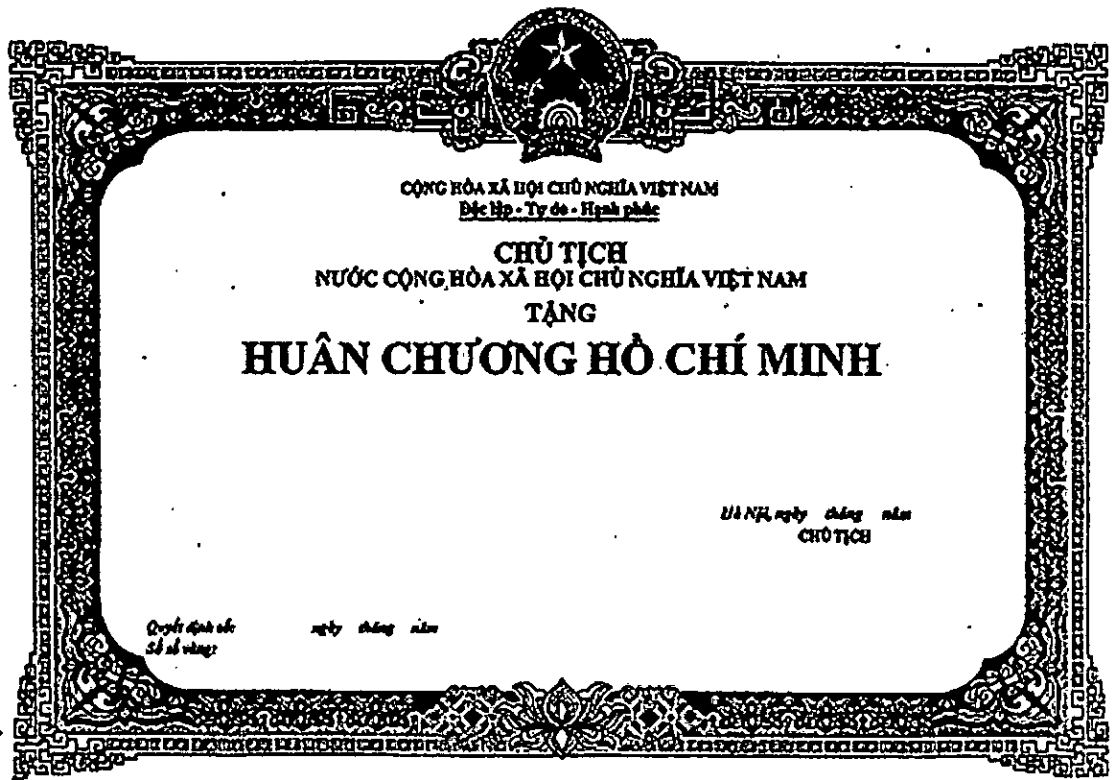 CỘNG HÒA XÃ HỘI CHỦ NGHĨA VIỆT NAM
Độc lập - Tự do - Hạnh phúc
CHỦ TỊCH
NƯỚC CỘNG HÒA XÃ HỘI CHỦ NGHĨA VIỆT NAM
TẶNG
HUÂN CHƯƠNG HỒ CHÍ MINH
Hà Nội, ngày tháng năm
CHỦ TỊCH
Quyết định số: ngày tháng năm
Số sổ vàng: